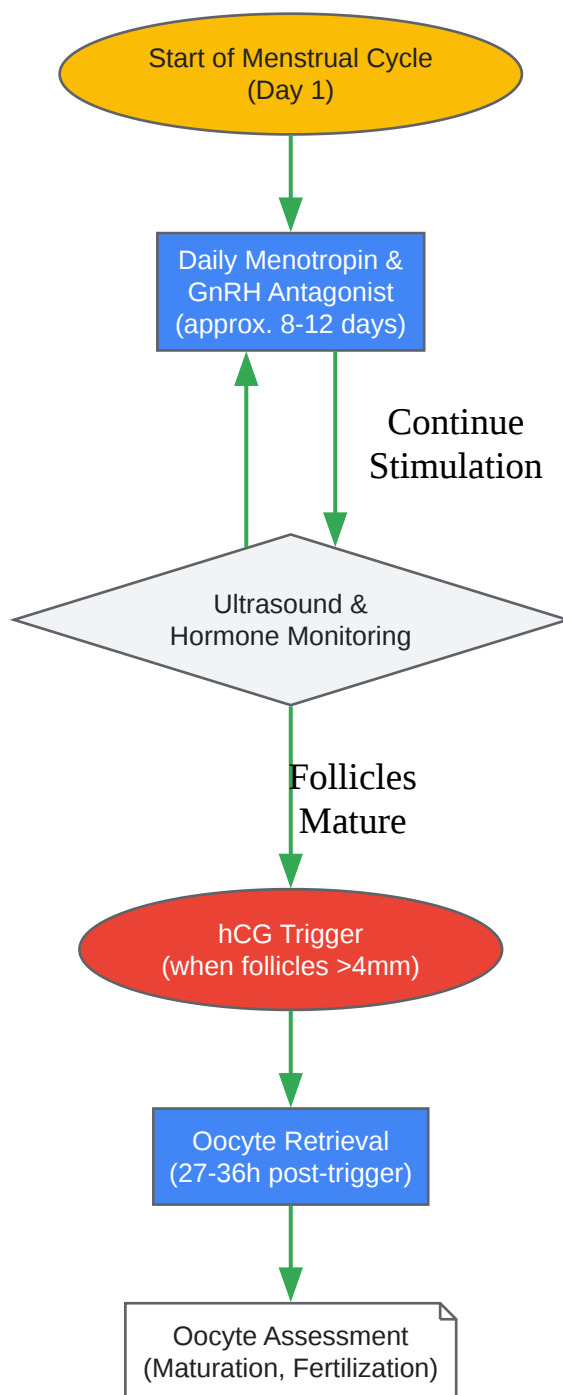 Start of Menstrual Cycle
(Day 1)
Daily Menotropin &
GnRH Antagonist
(approx. 8-12 days)
Continue
Stimulation
Ultrasound &
Hormone Monitoring
Follicles
Mature
hCG Trigger
(when follicles >4mm)
Oocyte Retrieval
(27-36h post-trigger)
Oocyte Assessment
(Maturation, Fertilization)